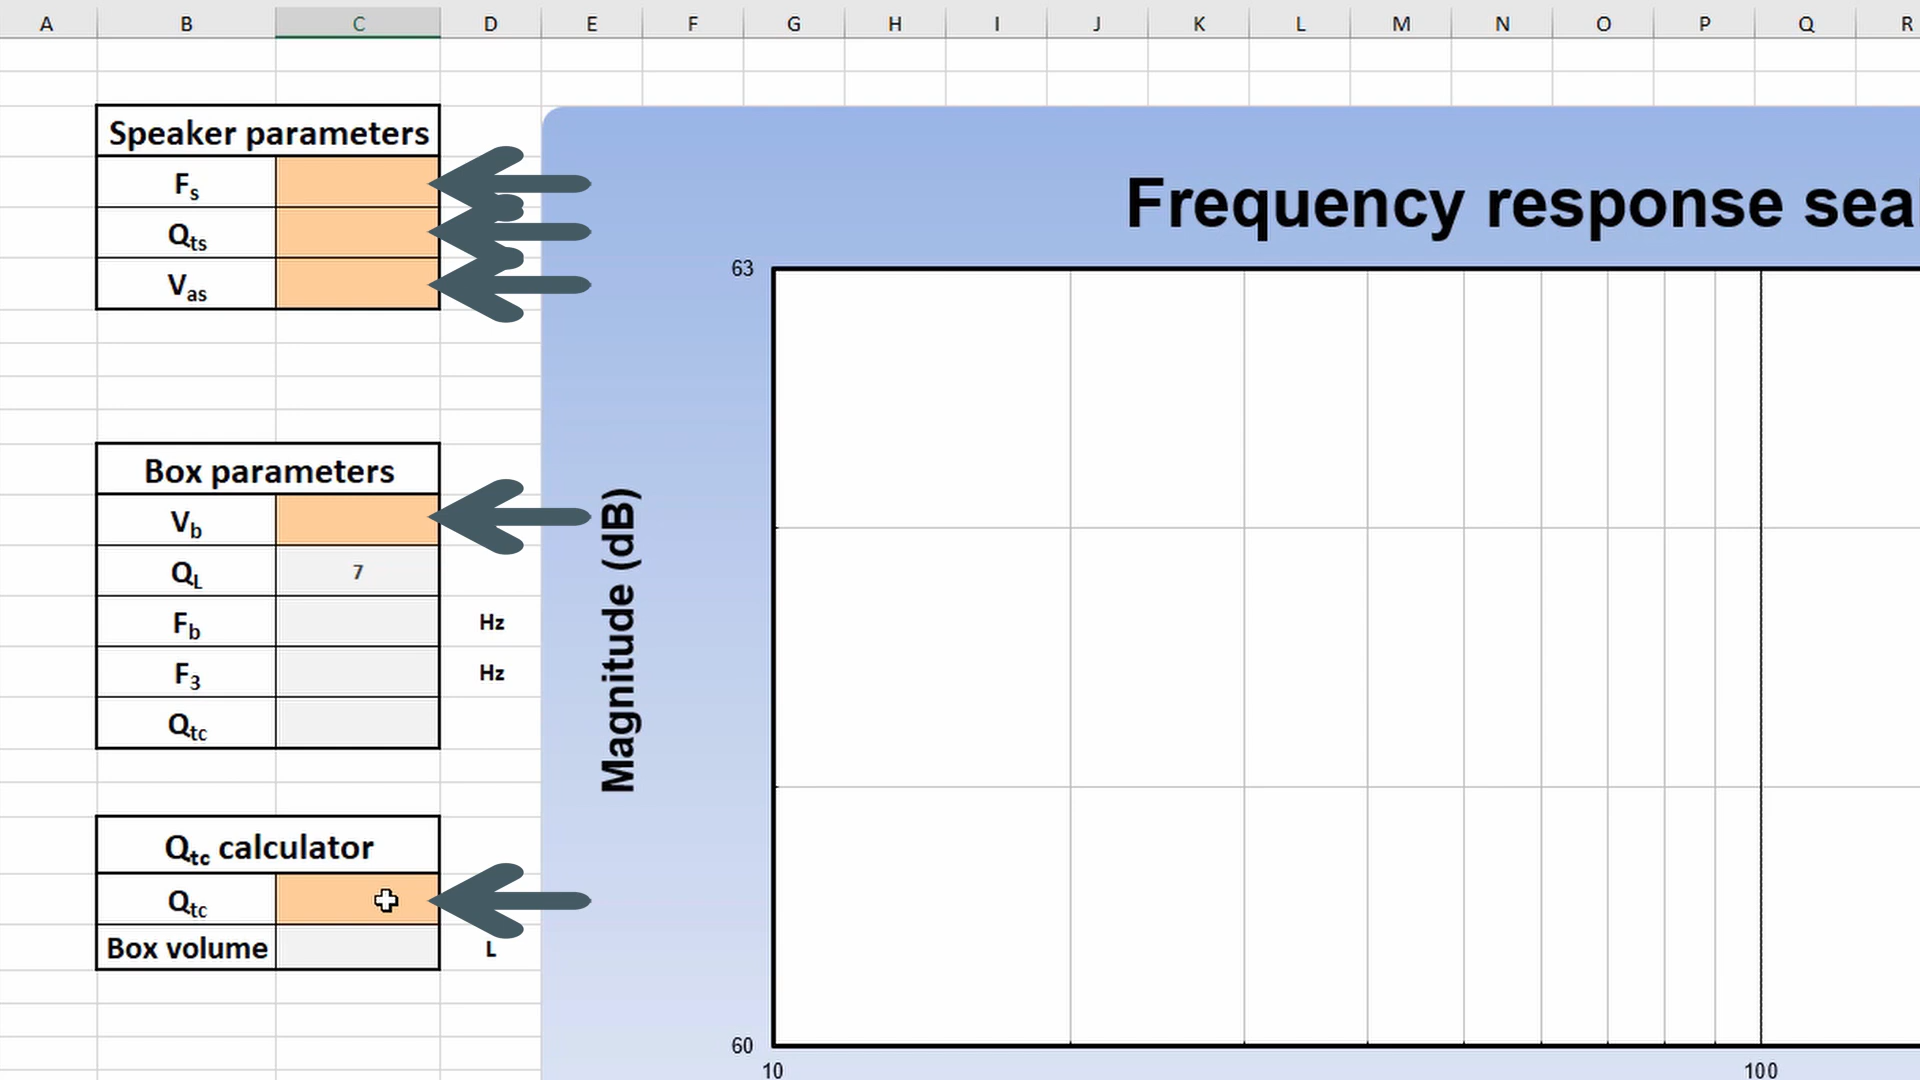 A B C D E F G H I J K L M N O P Q R
Speaker parameters
Fs
Qts
Vas
Box parameters
Vb
QL 7
Fb Hz
F3 Hz
Qtc
Qtc calculator
Qtc
Box volume L
Frequency response sea
Magnitude (dB)
63
60
10 100